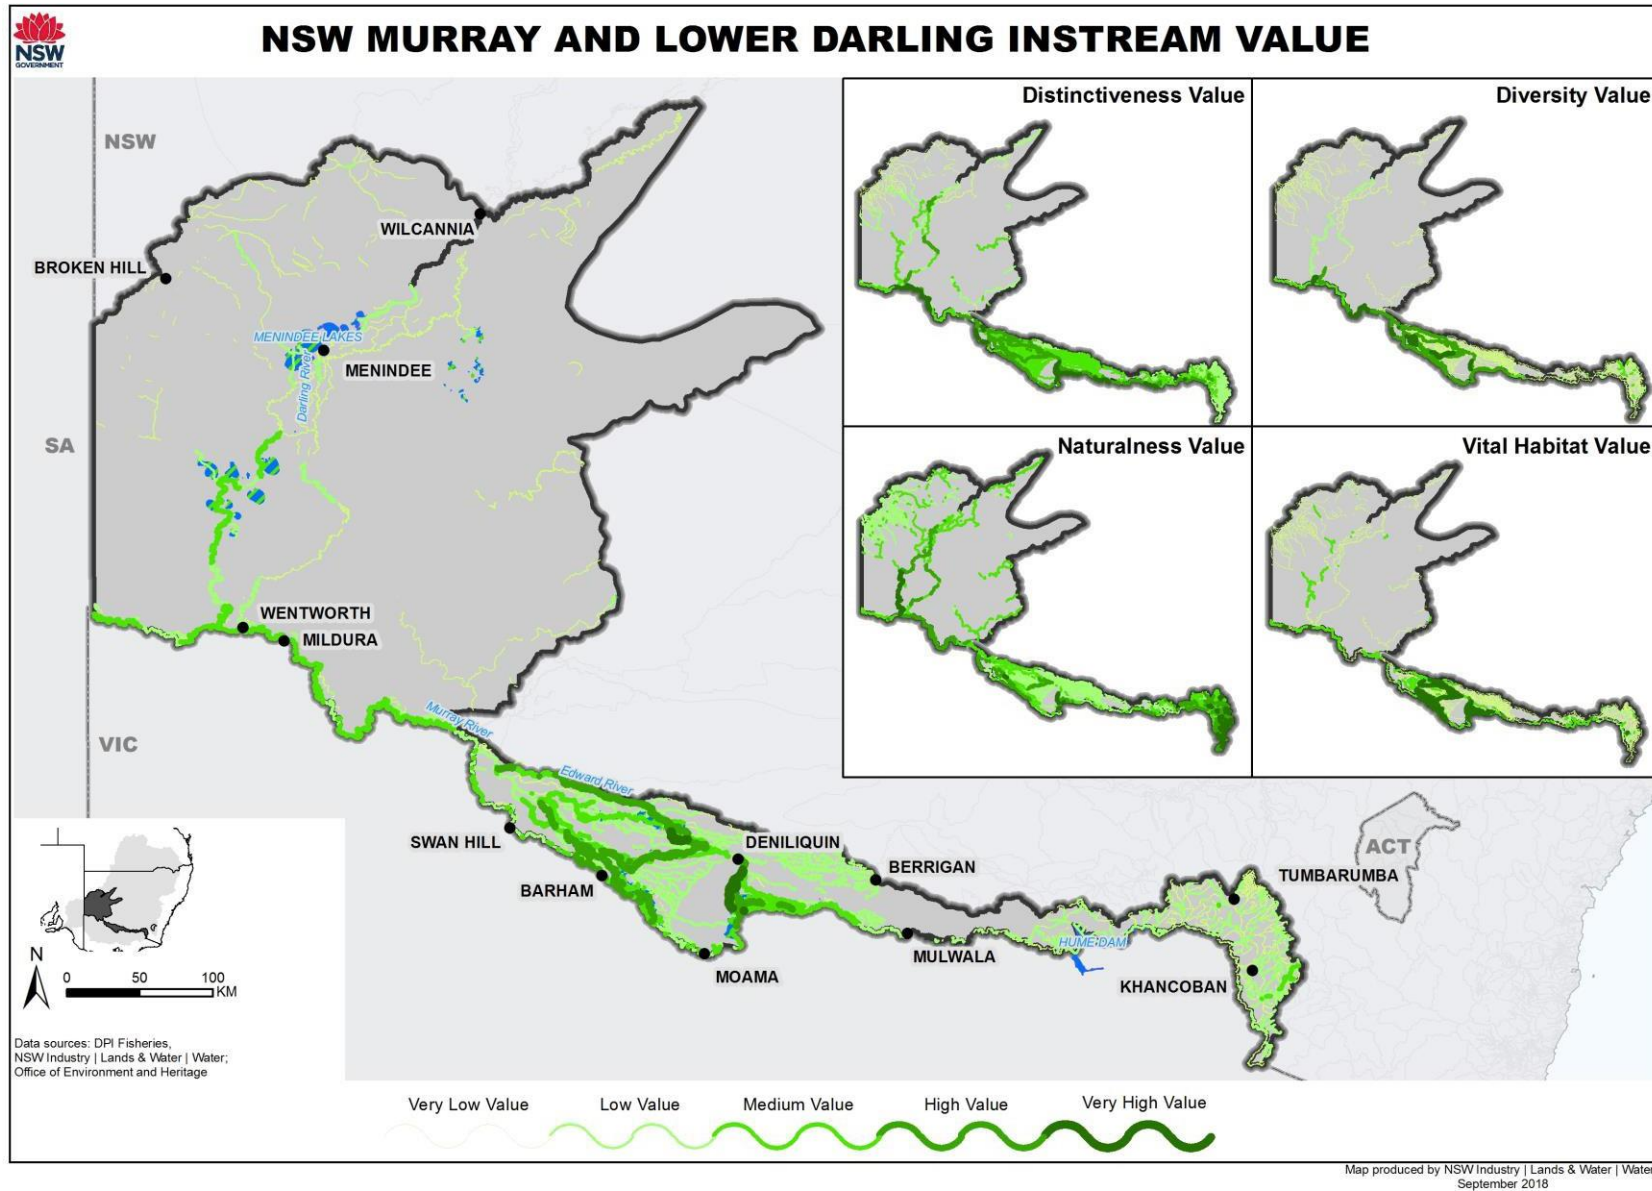 NSW
GOVERNMENT
NSW MURRAY AND LOWER DARLING INSTREAM VALUE
Distinctiveness Value
Diversity Value
Naturalness Value
Vital Habitat Value
NSW
WILCANNIA
BROKEN HILL
MENINDEE LAKES
MENINDEE
Darling River
SA
WENTWORTH
MILDURA
Murray River
VIC
Edward River
SWAN HILL
DENILIQUIN
BARHAM
BERRIGAN
ACT
TUMBARUMBA
MOAMA
MULWALA
HUME DAM
KHANCOBAN
N
0 50 100
KM
Data sources: DPI Fisheries,
NSW Industry | Lands & Water | Water;
Office of Environment and Heritage
Very Low Value
Low Value
Medium Value
High Value
Very High Value
Map produced by NSW Industry | Lands & Water | Water
September 2018